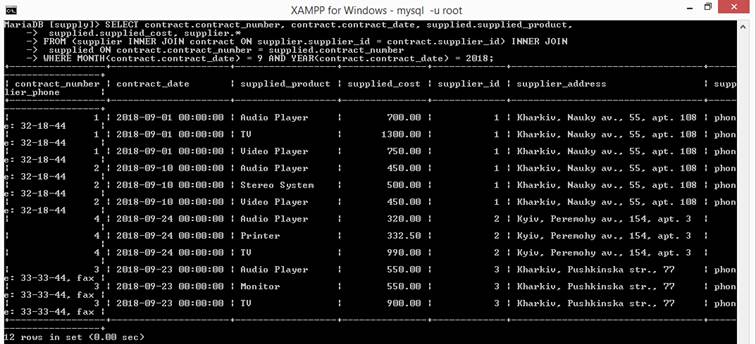 XAMPP for Windows - mysql -u root
MariaDB [supply]> SELECT contract.contract_number, contract.contract_date, supplied.supplied_product,
    -> supplied.supplied_cost, supplier.*
    -> FROM (supplier INNER JOIN contract ON supplier.supplier_id = contract.supplier_id) INNER JOIN
    -> supplied ON contract.contract_number = supplied.contract_number
    -> WHERE MONTH(contract.contract_date) = 9 AND YEAR(contract.contract_date) = 2018;
| contract_number | contract_date | supplied_product | supplied_cost | supplier_id | supplier_address | supp
lier_phone |
| 1 | 2018-09-01 00:00:00 | Audio Player | 700.00 | 1 | Kharkiv, Nauky av., 55, apt. 108 | phon
e: 32-18-44 |
| 1 | 2018-09-01 00:00:00 | TV | 1300.00 | 1 | Kharkiv, Nauky av., 55, apt. 108 | phon
e: 32-18-44 |
| 1 | 2018-09-01 00:00:00 | Video Player | 750.00 | 1 | Kharkiv, Nauky av., 55, apt. 108 | phon
e: 32-18-44 |
| 2 | 2018-09-10 00:00:00 | Audio Player | 450.00 | 1 | Kharkiv, Nauky av., 55, apt. 108 | phon
e: 32-18-44 |
| 2 | 2018-09-10 00:00:00 | Stereo System | 500.00 | 1 | Kharkiv, Nauky av., 55, apt. 108 | phon
e: 32-18-44 |
| 2 | 2018-09-10 00:00:00 | Video Player | 450.00 | 1 | Kharkiv, Nauky av., 55, apt. 108 | phon
e: 32-18-44 |
| 4 | 2018-09-24 00:00:00 | Audio Player | 320.00 | 2 | Kyiv, Peremohy av., 154, apt. 3 |
|
| 4 | 2018-09-24 00:00:00 | Printer | 332.50 | 2 | Kyiv, Peremohy av., 154, apt. 3 |
|
| 4 | 2018-09-24 00:00:00 | TV | 990.00 | 2 | Kyiv, Peremohy av., 154, apt. 3 |
|
| 3 | 2018-09-23 00:00:00 | Audio Player | 550.00 | 3 | Kharkiv, Pushkinska str., 77 | phon
e: 33-33-44, fax |
| 3 | 2018-09-23 00:00:00 | Monitor | 550.00 | 3 | Kharkiv, Pushkinska str., 77 | phon
e: 33-33-44, fax |
| 3 | 2018-09-23 00:00:00 | TV | 900.00 | 3 | Kharkiv, Pushkinska str., 77 | phon
e: 33-33-44, fax |
12 rows in set (0.00 sec)